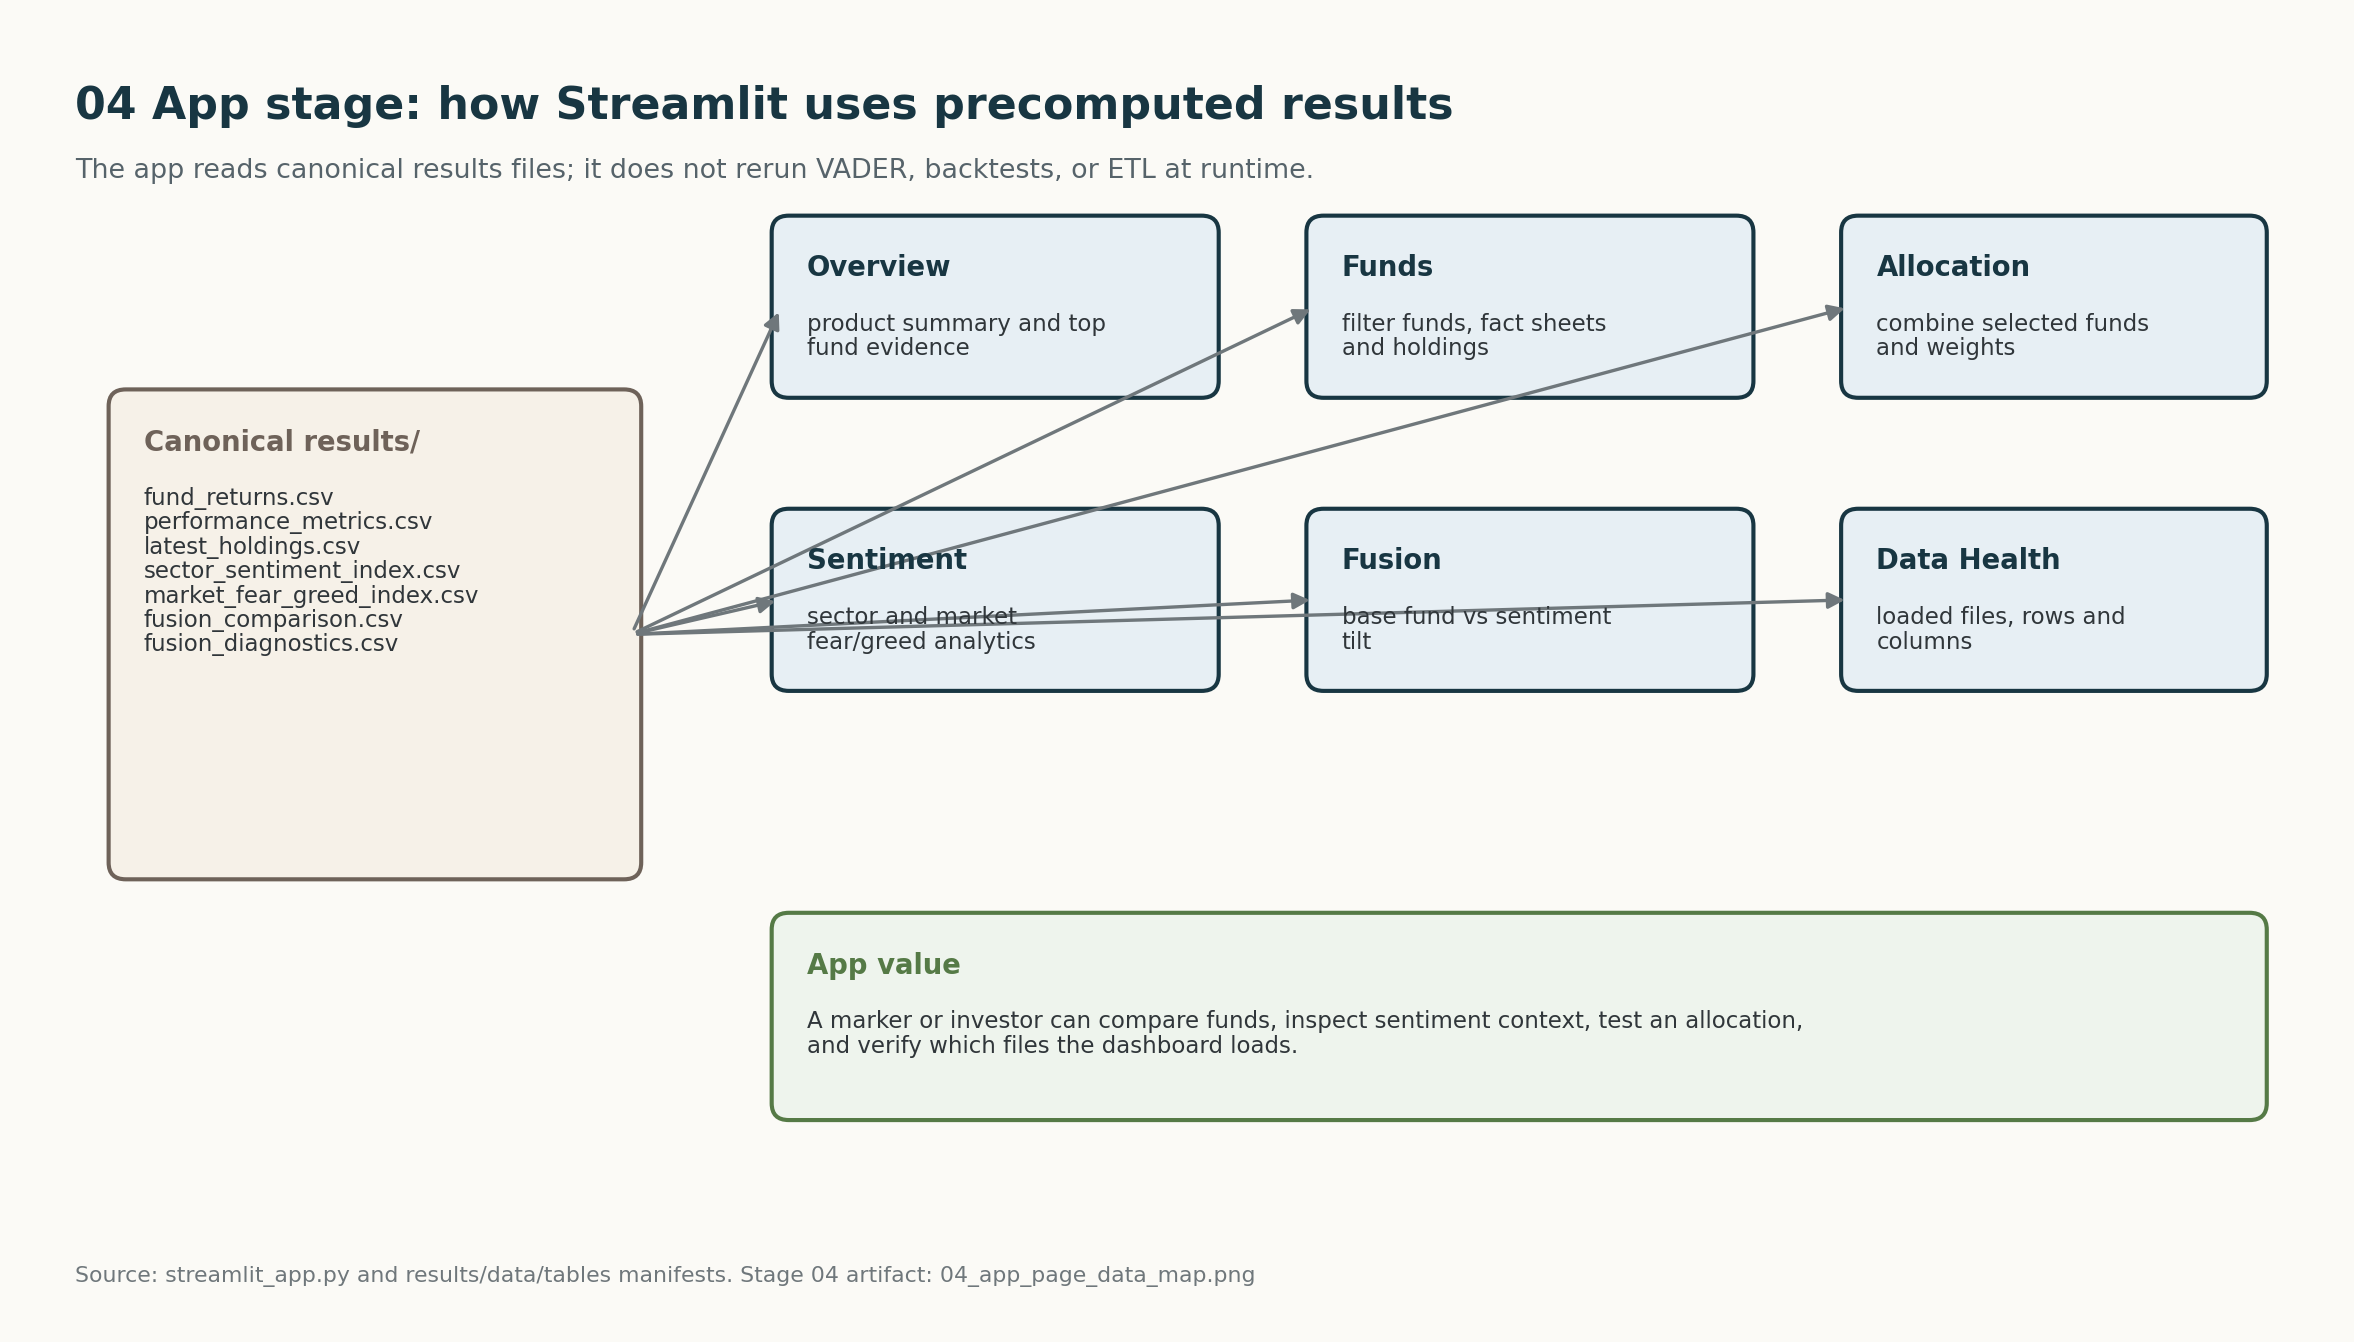 04 App stage: how Streamlit uses precomputed results
The app reads canonical results files; it does not rerun VADER, backtests, or ETL at runtime.
Canonical results/
fund_returns.csv
performance_metrics.csv
latest_holdings.csv
sector_sentiment_index.csv
market_fear_greed_index.csv
fusion_comparison.csv
fusion_diagnostics.csv
Overview
product summary and top
fund evidence
Funds
filter funds, fact sheets
and holdings
Allocation
combine selected funds
and weights
Sentiment
sector and market
fear/greed analytics
Fusion
base fund vs sentiment
tilt
Data Health
loaded files, rows and
columns
App value
A marker or investor can compare funds, inspect sentiment context, test an allocation,
and verify which files the dashboard loads.
Source: streamlit_app.py and results/data/tables manifests. Stage 04 artifact: 04_app_page_data_map.png